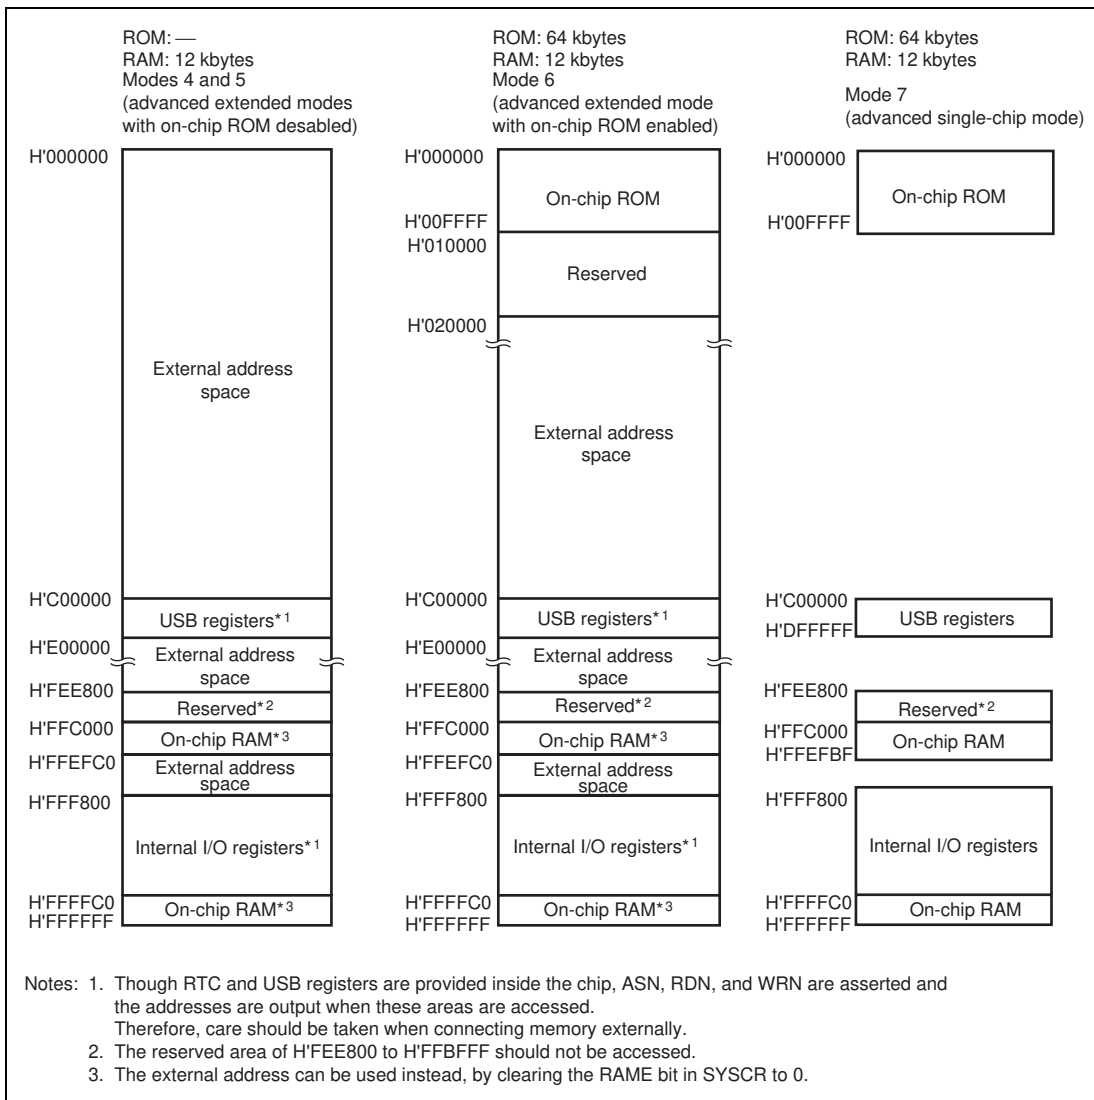 ROM: —
RAM: 12 kbytes
Modes 4 and 5
(advanced extended modes
with on-chip ROM desabled)
H'000000
External address
space
H'C00000
USB registers*1
H'E00000
External address
space
H'FEE800
Reserved*2
H'FFC000
On-chip RAM*3
H'FFEFC0
External address
space
H'FFF800
Internal I/O registers*1
H'FFFFC0
On-chip RAM*3
H'FFFFFF
ROM: 64 kbytes
RAM: 12 kbytes
Mode 6
(advanced extended mode
with on-chip ROM enabled)
H'000000
On-chip ROM
H'00FFFF
H'010000
Reserved
H'020000
External address
space
H'C00000
USB registers*1
H'E00000
External address
space
H'FEE800
Reserved*2
H'FFC000
On-chip RAM*3
H'FFEFC0
External address
space
H'FFF800
Internal I/O registers*1
H'FFFFC0
On-chip RAM*3
H'FFFFFF
ROM: 64 kbytes
RAM: 12 kbytes
Mode 7
(advanced single-chip mode)
H'000000
On-chip ROM
H'00FFFF
H'C00000
USB registers
H'DFFFFF
H'FEE800
Reserved*2
H'FFC000
On-chip RAM
H'FFEFBF
H'FFF800
Internal I/O registers
H'FFFFC0
On-chip RAM
H'FFFFFF
Notes: 1. Though RTC and USB registers are provided inside the chip, ASN, RDN, and WRN are asserted and
the addresses are output when these areas are accessed.
Therefore, care should be taken when connecting memory externally.
2. The reserved area of H'FEE800 to H'FFBFFF should not be accessed.
3. The external address can be used instead, by clearing the RAME bit in SYSCR to 0.